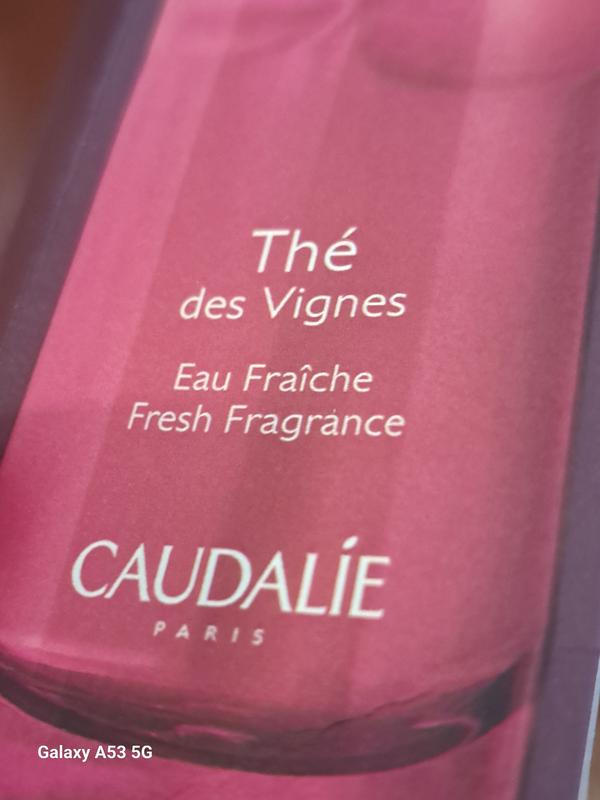 Thé
des Vignes
Eau Fraîche
Fresh Fragrance
CAUDALÍE
PARIS
Galaxy A53 5G